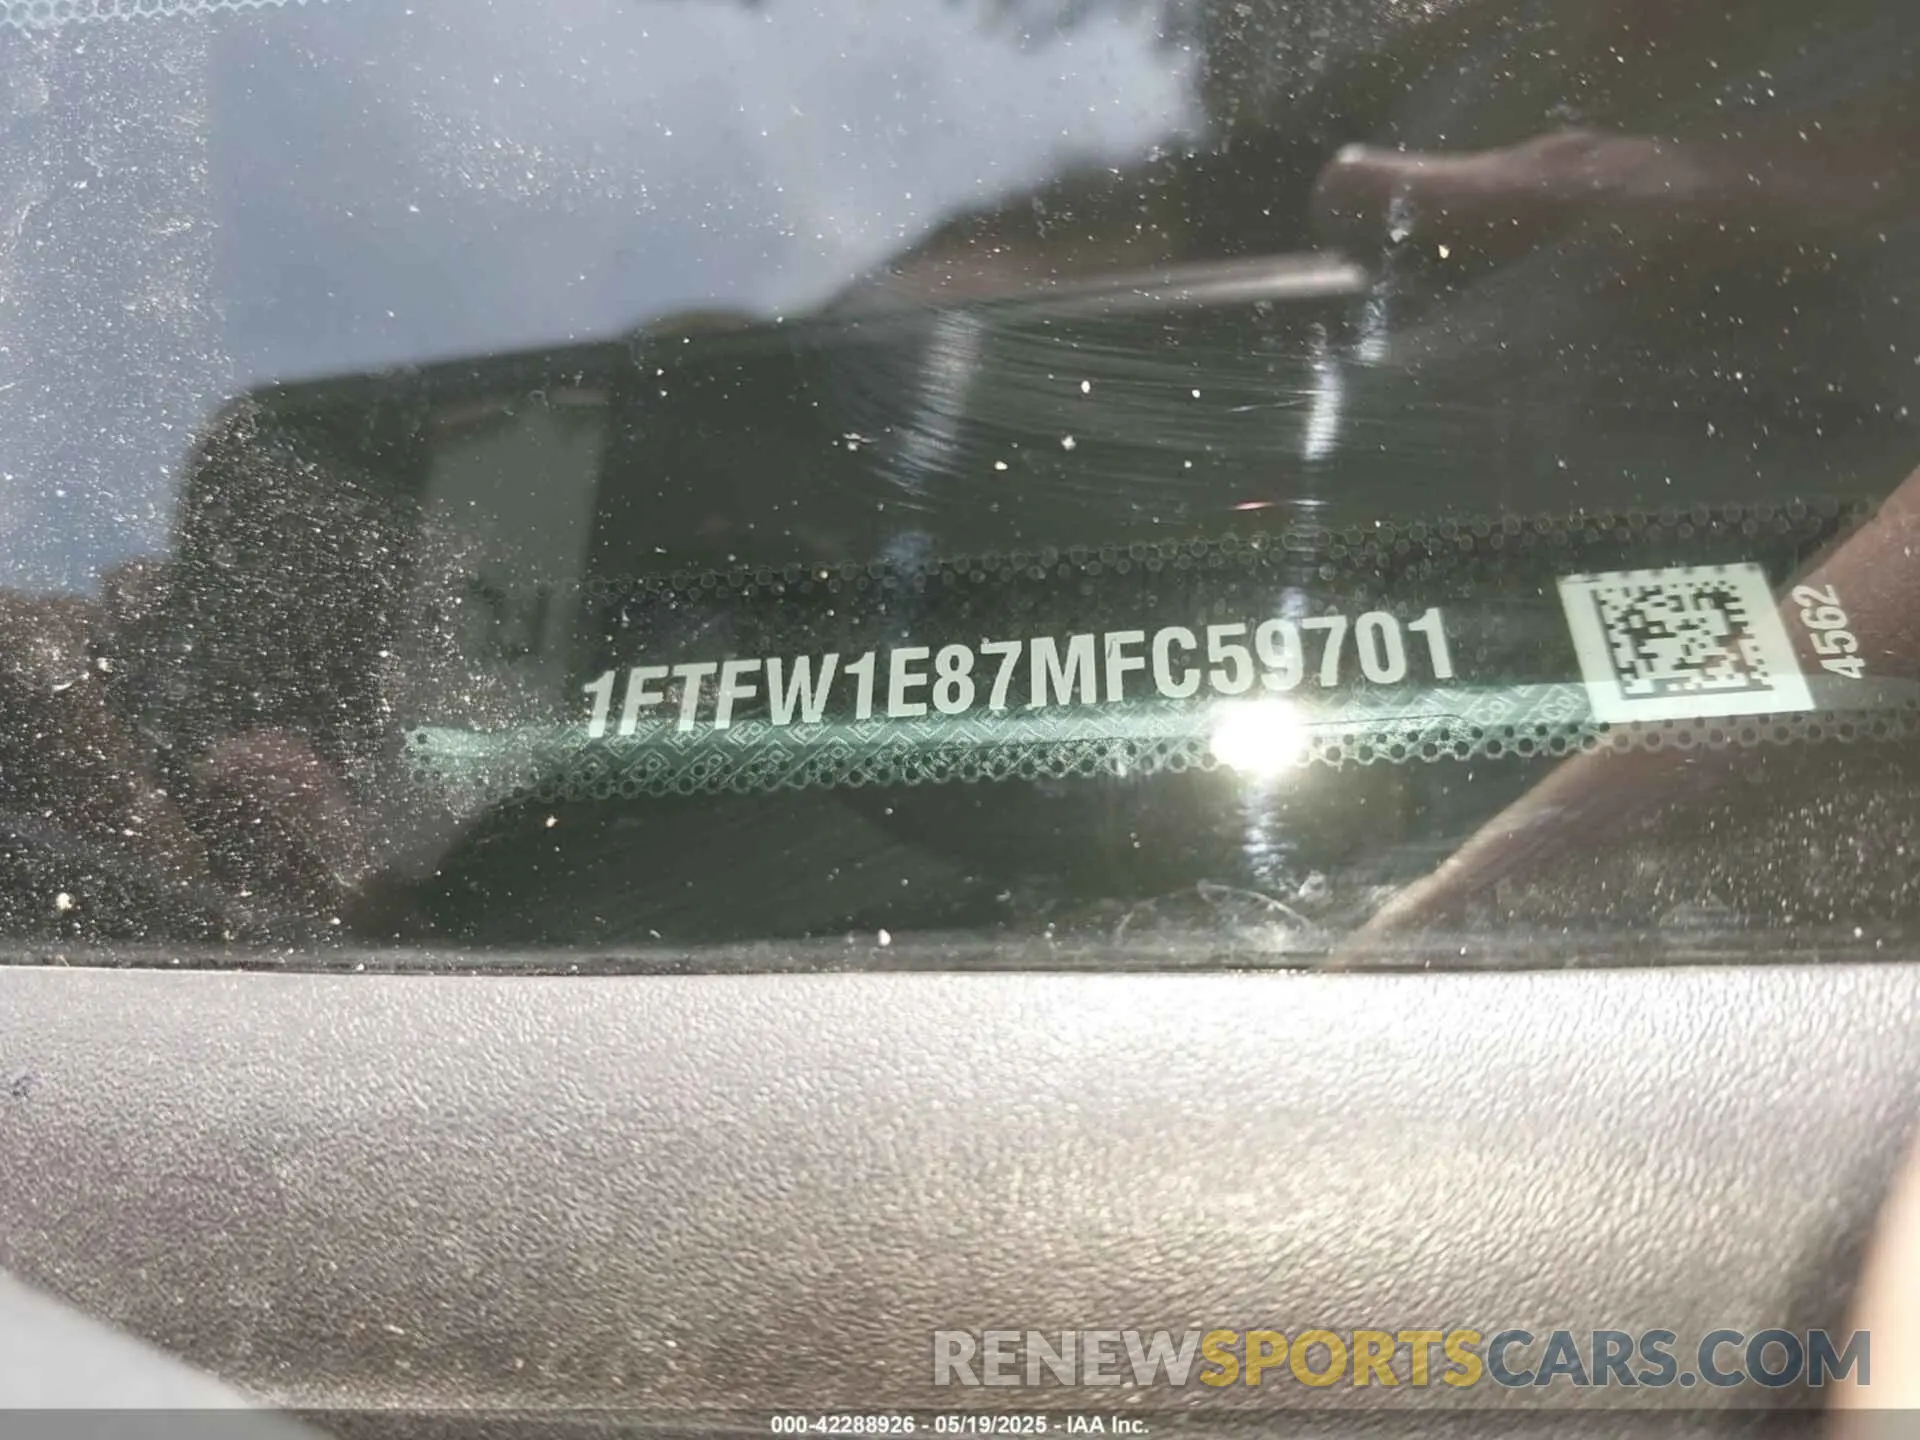 1FTFW1E87MFC59701
4562
RENEWSPORTSCARS.COM
000-42288926 - 05/19/2025 - IAA Inc.